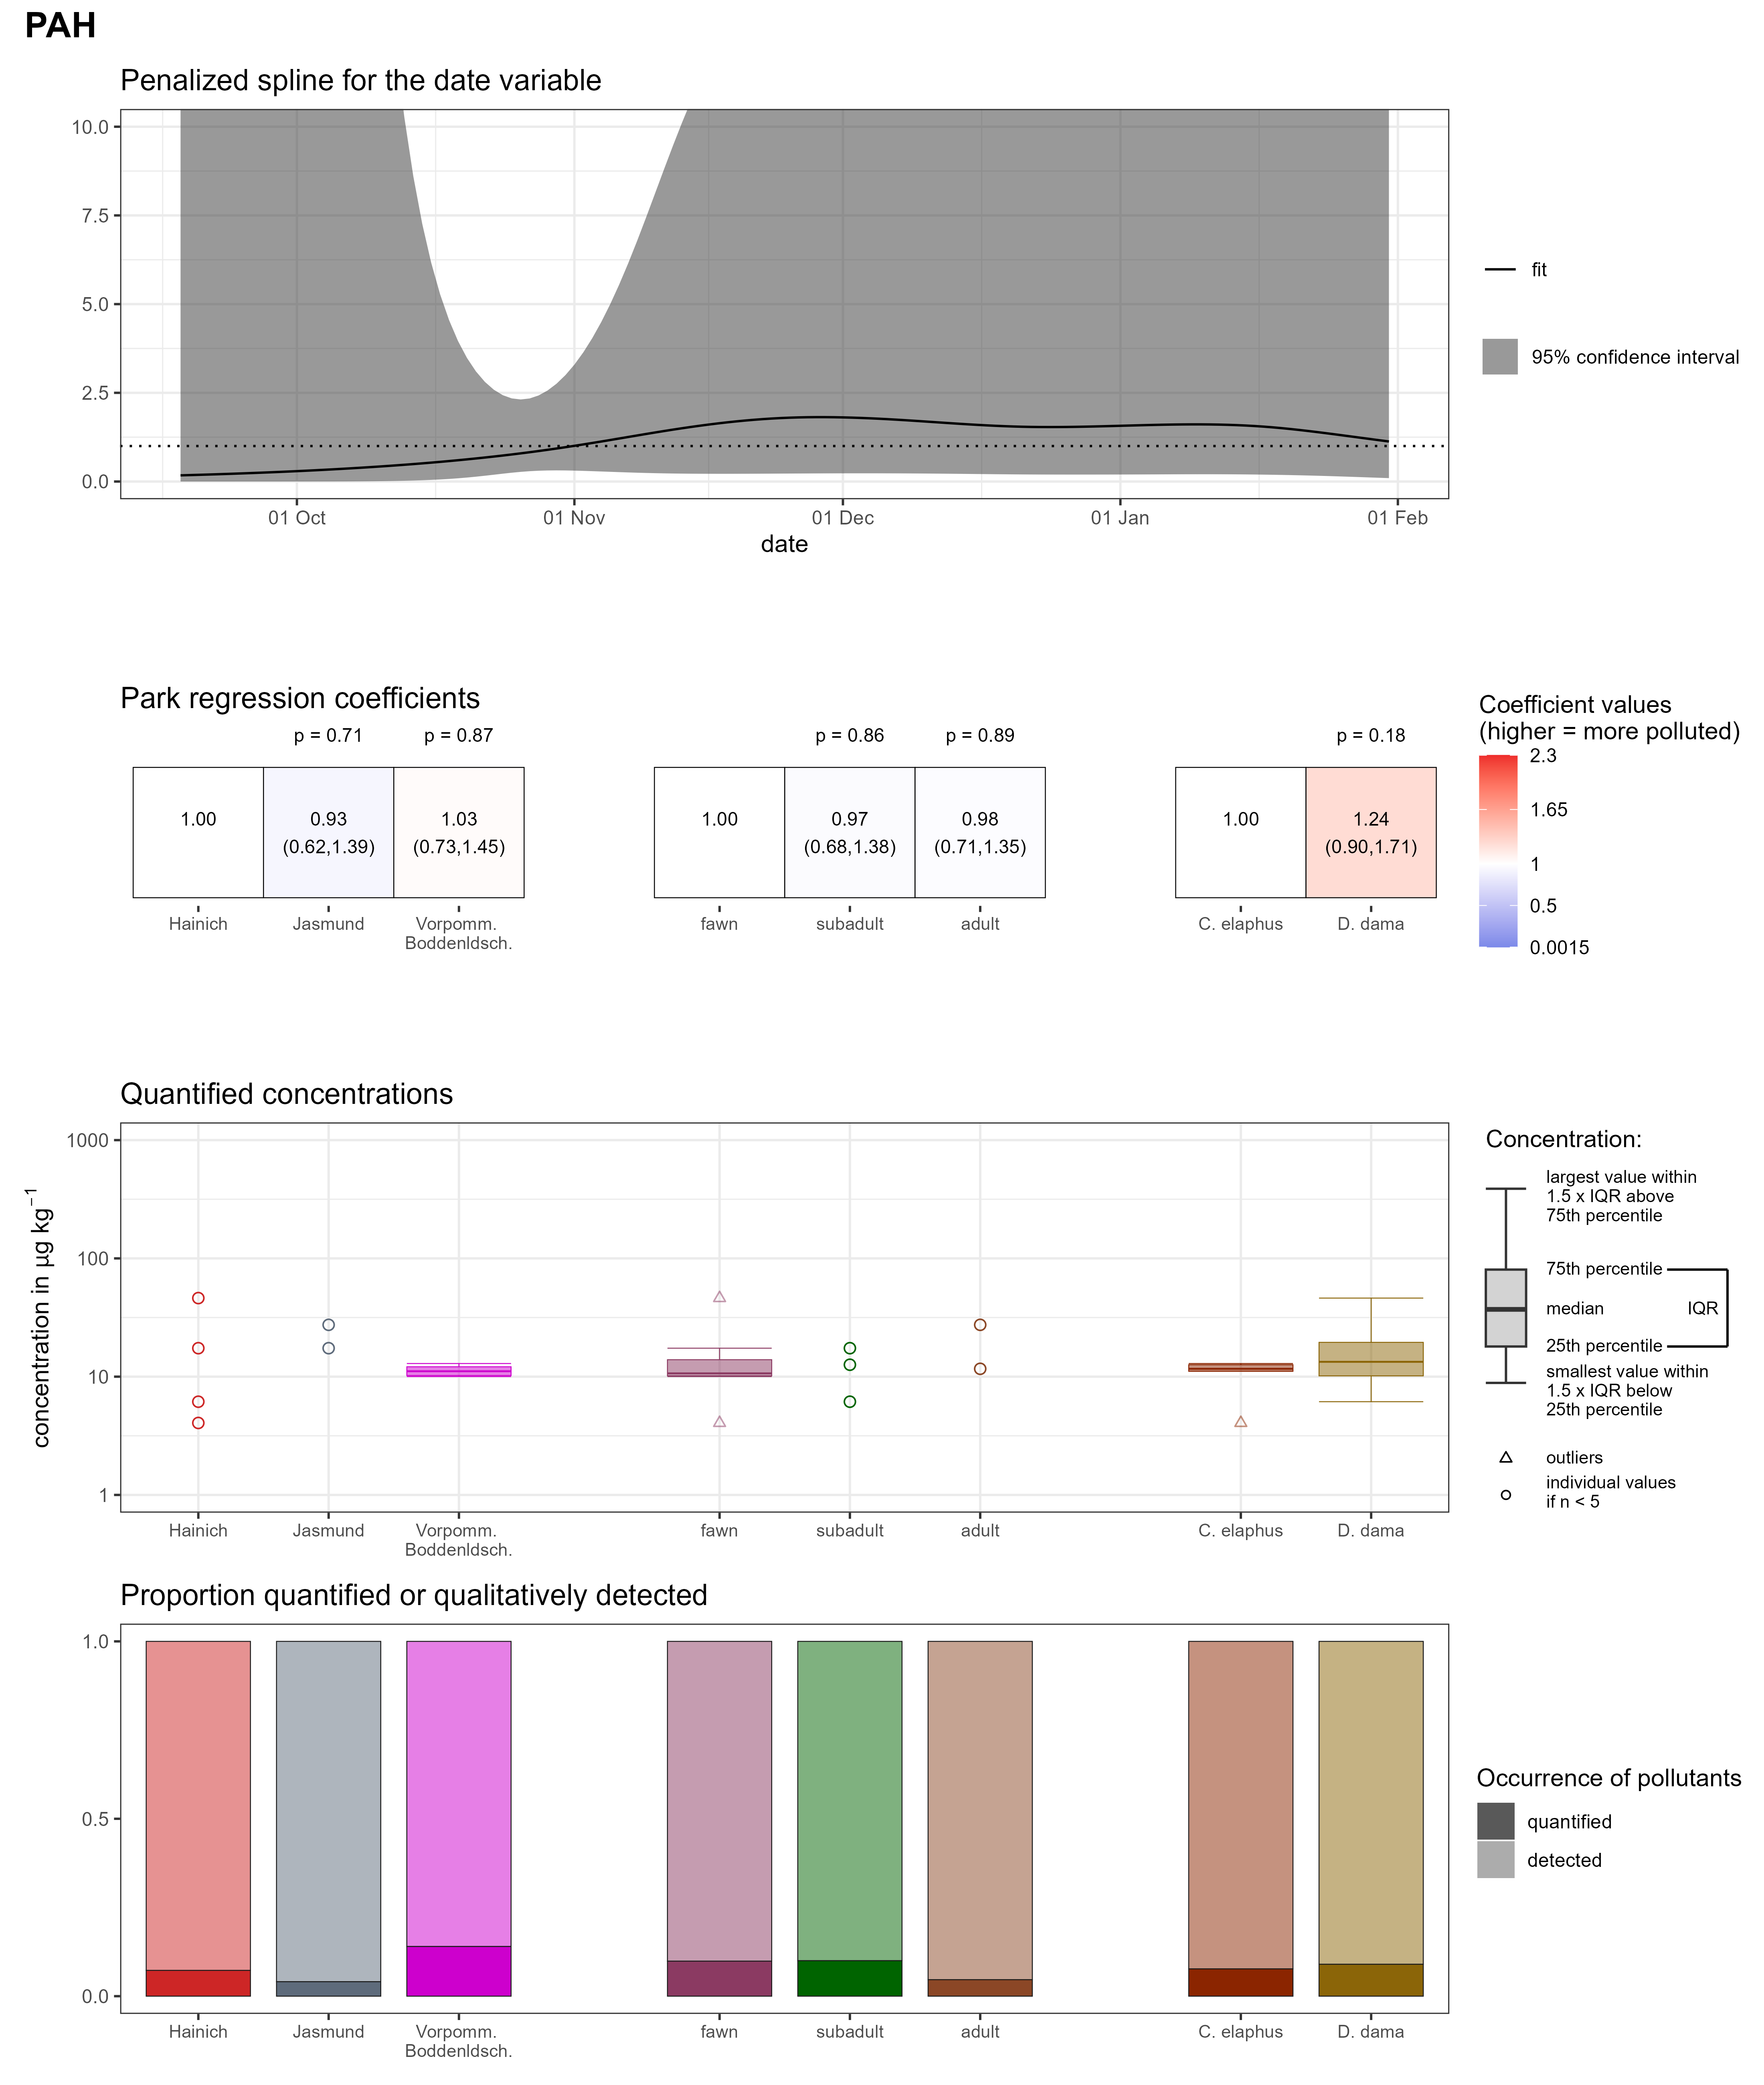 PAH
Penalized spline for the date variable
10.0
7.5
5.0
2.5
0.0
01 Oct
01 Nov
01 Dec
01 Jan
01 Feb
date
fit
95% confidence interval
Park regression coefficients
p = 0.71
p = 0.87
p = 0.86
p = 0.89
p = 0.18
1.00
0.93
(0.62,1.39)
1.03
(0.73,1.45)
1.00
0.97
(0.68,1.38)
0.98
(0.71,1.35)
1.00
1.24
(0.90,1.71)
Hainich
Jasmund
Vorpomm.
Boddenldsch.
fawn
subadult
adult
C. elaphus
D. dama
Coefficient values
(higher = more polluted)
2.3
1.65
1
0.5
0.0015
Quantified concentrations
concentration in µg kg⁻¹
1000
100
10
1
Hainich
Jasmund
Vorpomm.
Boddenldsch.
fawn
subadult
adult
C. elaphus
D. dama
Concentration:
largest value within
1.5 x IQR above
75th percentile
75th percentile
median
IQR
25th percentile
smallest value within
1.5 x IQR below
25th percentile
outliers
individual values
if n < 5
Proportion quantified or qualitatively detected
1.0
0.5
0.0
Hainich
Jasmund
Vorpomm.
Boddenldsch.
fawn
subadult
adult
C. elaphus
D. dama
Occurrence of pollutants
quantified
detected